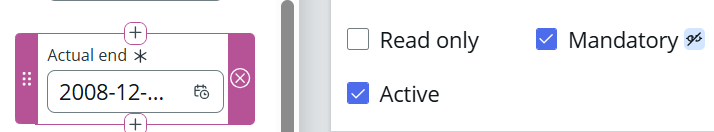 Actual end *
2008-12-...
Read only
Mandatory
Active